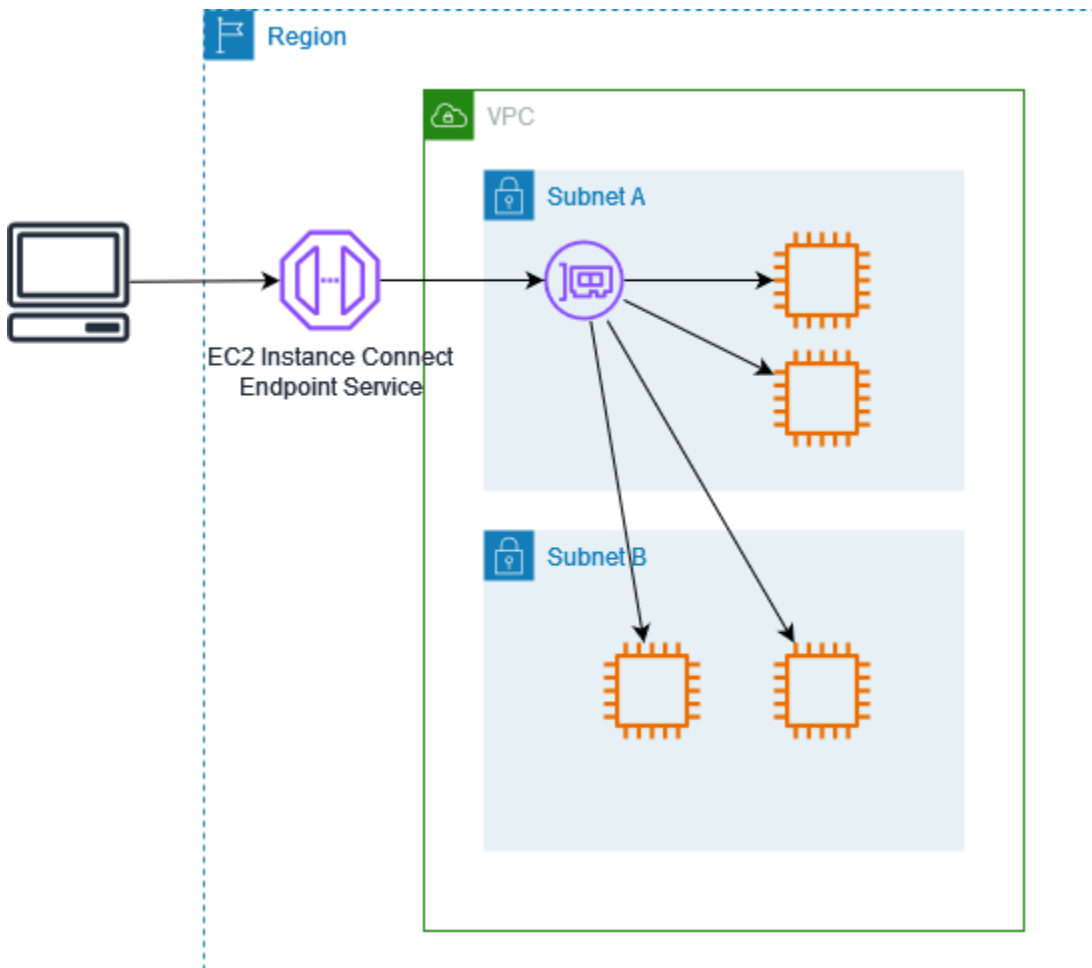 Region
VPC
Subnet A
EC2 Instance Connect
Endpoint Service
Subnet B